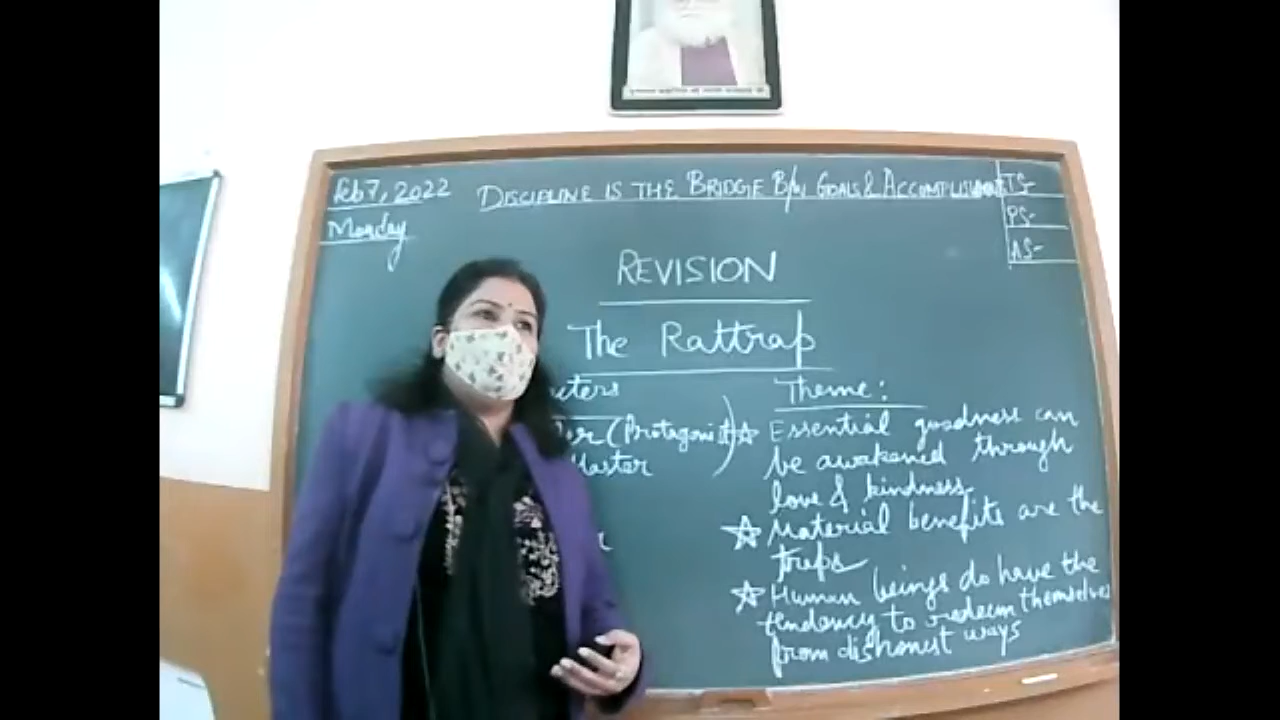 Feb 7, 2022
Monday
DISCIPLINE IS THE BRIDGE B/W GOALS & ACCOMPLISHMENTS
TS-
PS-
AS-
REVISION
The Rattrap
(Protagonist)
Master
Theme:
☆ Essential goodness can
be awakened through
love & kindness
☆ Material benefits are the
traps
☆ Human beings do have the
tendency to redeem themselves
from dishonest ways